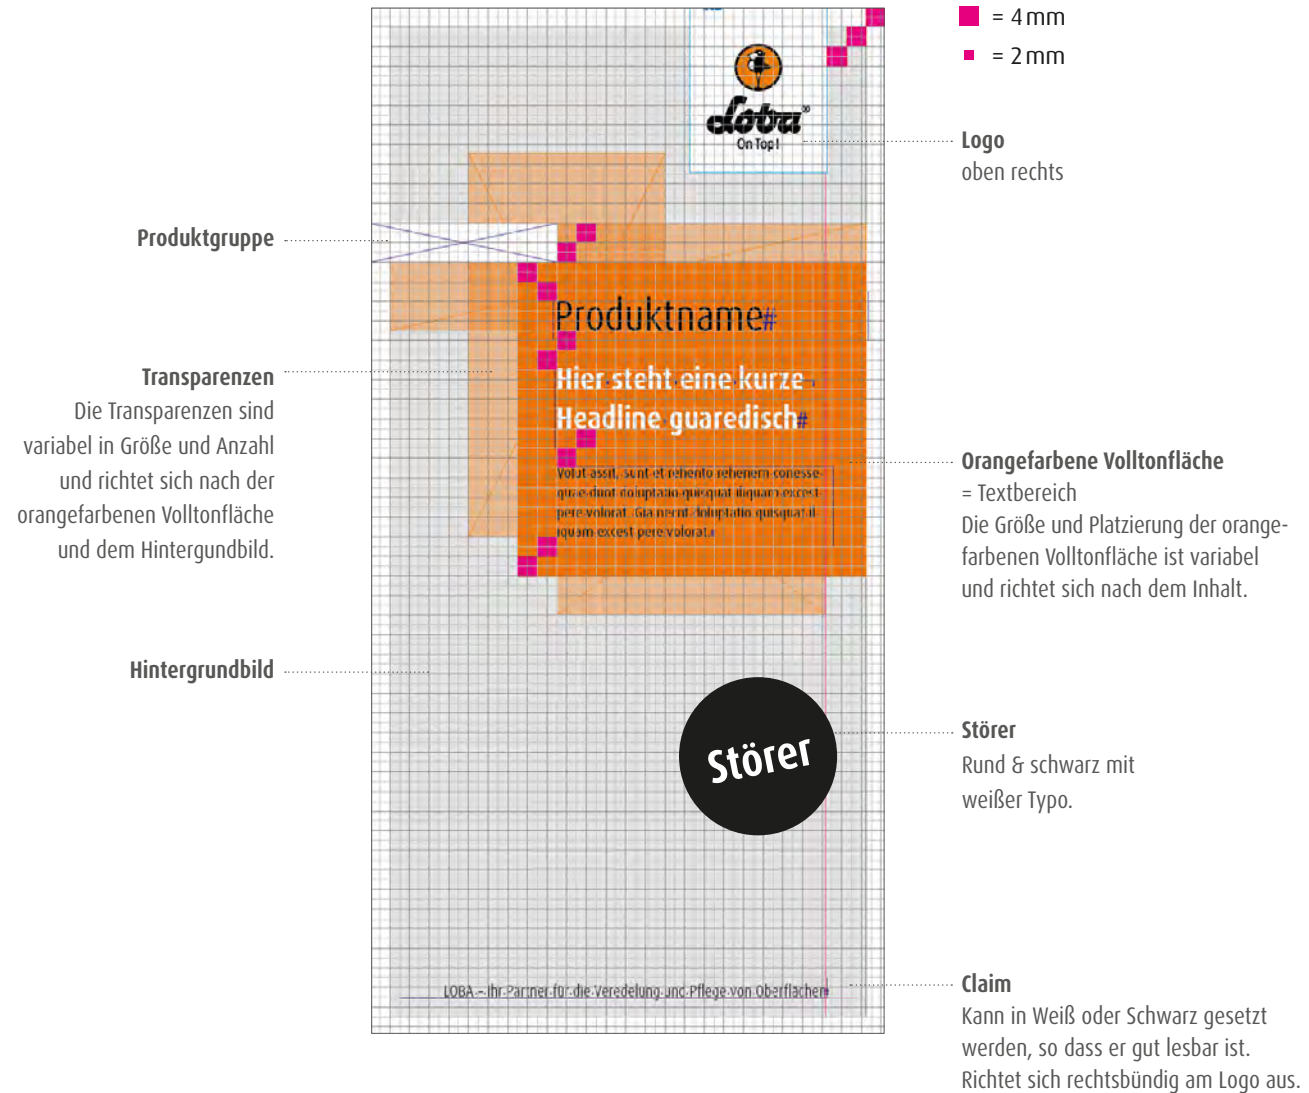 = 4 mm
= 2 mm
Loba
On Top!
Logo
oben rechts
Produktgruppe
Produktname#
Transparenzen
Die Transparenzen sind
variabel in Größe und Anzahl
und richtet sich nach der
orangefarbenen Volltonfläche
und dem Hintergundbild.
Hier steht eine kurze
Headline guaredisch#
Volut assit, sunt et rehento rehenem conesse-
quae dunt doluptatio quisquat iliquam excest
pere volorat. Gia necnt doluptatio quisquat il
iquam excest pere volorat.
Orangefarbene Volltonfläche
= Textbereich
Die Größe und Platzierung der orange-
farbenen Volltonfläche ist variabel
und richtet sich nach dem Inhalt.
Hintergrundbild
Störer
Störer
Rund & schwarz mit
weißer Typo.
LOBA – Ihr Partner für die Veredelung und Pflege von Oberflächen#
Claim
Kann in Weiß oder Schwarz gesetzt
werden, so dass er gut lesbar ist.
Richtet sich rechtsbündig am Logo aus.